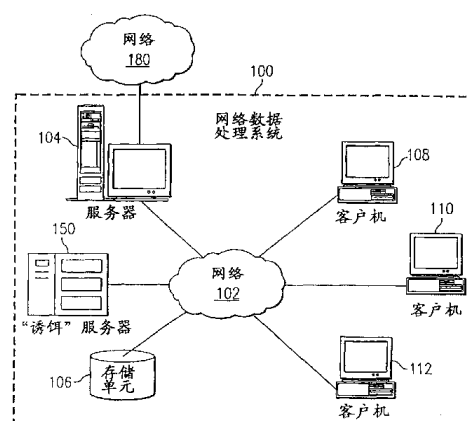 网络
180
100
104
网络数据
处理系统
108
服务器
客户机
150
110
网络
102
"诱饵"服务器
客户机
106
存储
单元
112
客户机